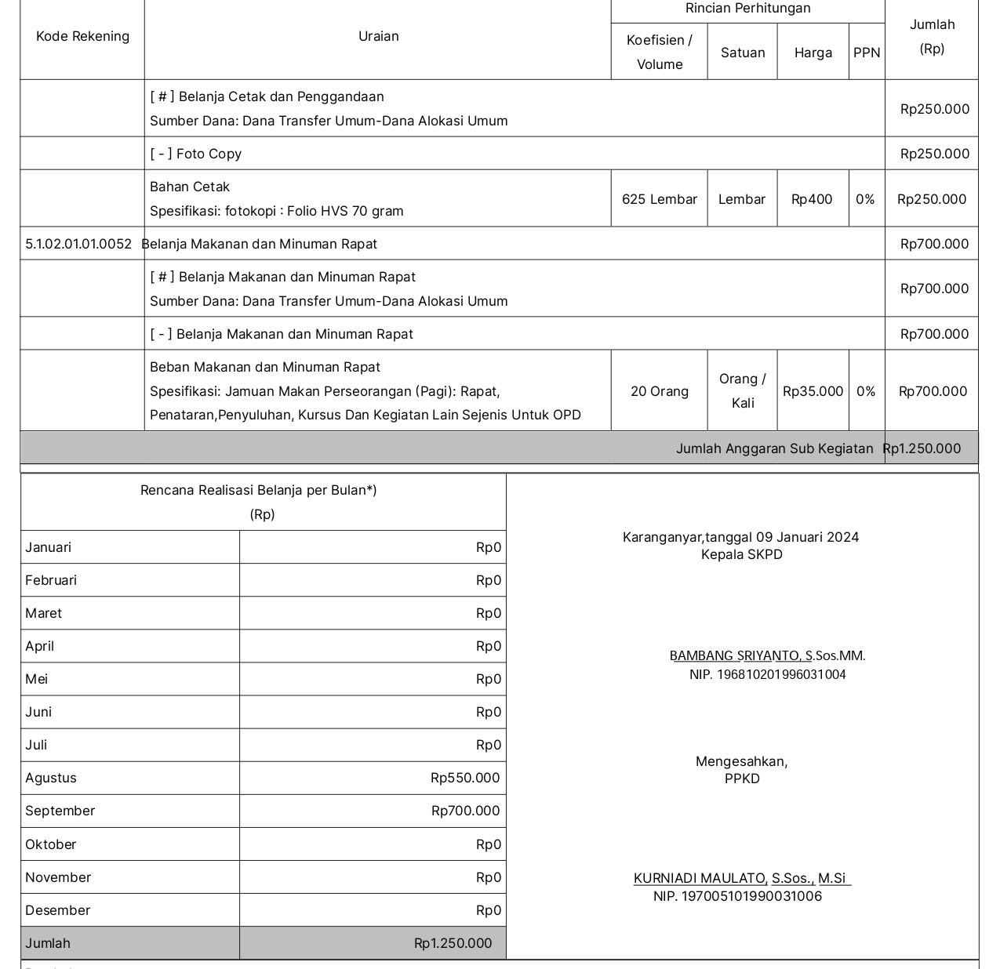 Rincian Perhitungan
Kode Rekening
Uraian
Jumlah
(Rp)
Koefisien /
Volume
Satuan
Harga
PPN
[ # ] Belanja Cetak dan Penggandaan
Sumber Dana: Dana Transfer Umum-Dana Alokasi Umum
Rp250.000
[ - ] Foto Copy
Rp250.000
Bahan Cetak
Spesifikasi: fotokopi : Folio HVS 70 gram
625 Lembar
Lembar
Rp400
0%
Rp250.000
5.1.02.01.01.0052
Belanja Makanan dan Minuman Rapat
Rp700.000
[ # ] Belanja Makanan dan Minuman Rapat
Sumber Dana: Dana Transfer Umum-Dana Alokasi Umum
Rp700.000
[ - ] Belanja Makanan dan Minuman Rapat
Rp700.000
Beban Makanan dan Minuman Rapat
Spesifikasi: Jamuan Makan Perseorangan (Pagi): Rapat,
Penataran,Penyuluhan, Kursus Dan Kegiatan Lain Sejenis Untuk OPD
20 Orang
Orang /
Kali
Rp35.000
0%
Rp700.000
Jumlah Anggaran Sub Kegiatan
Rp1.250.000
Rencana Realisasi Belanja per Bulan*)
(Rp)
Januari
Rp0
Februari
Rp0
Maret
Rp0
April
Rp0
Mei
Rp0
Juni
Rp0
Juli
Rp0
Agustus
Rp550.000
September
Rp700.000
Oktober
Rp0
November
Rp0
Desember
Rp0
Jumlah
Rp1.250.000
Karanganyar,tanggal 09 Januari 2024
Kepala SKPD
BAMBANG SRIYANTO, S.Sos.MM.
NIP. 196810201996031004
Mengesahkan,
PPKD
KURNIADI MAULATO, S.Sos., M.Si
NIP. 197005101990031006